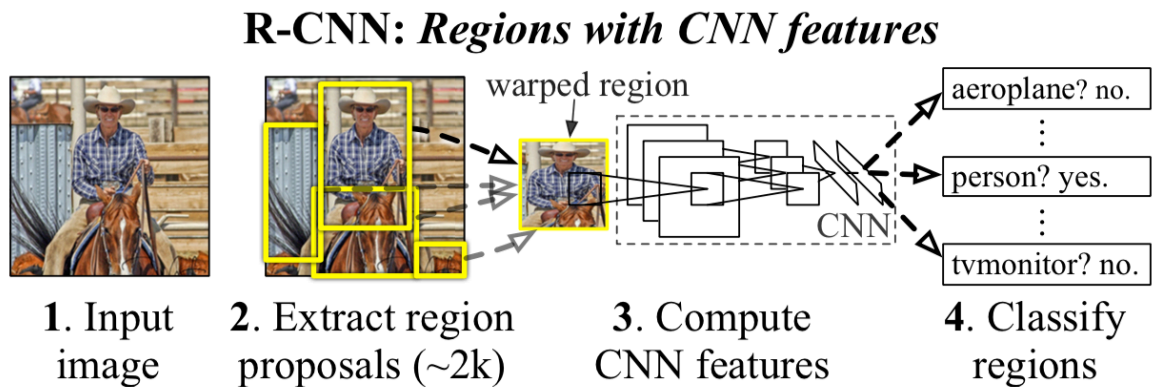 R-CNN: Regions with CNN features
warped region
aeroplane? no.
person? yes.
tvmonitor? no.
CNN
1. Input
image
2. Extract region
proposals (~2k)
3. Compute
CNN features
4. Classify
regions